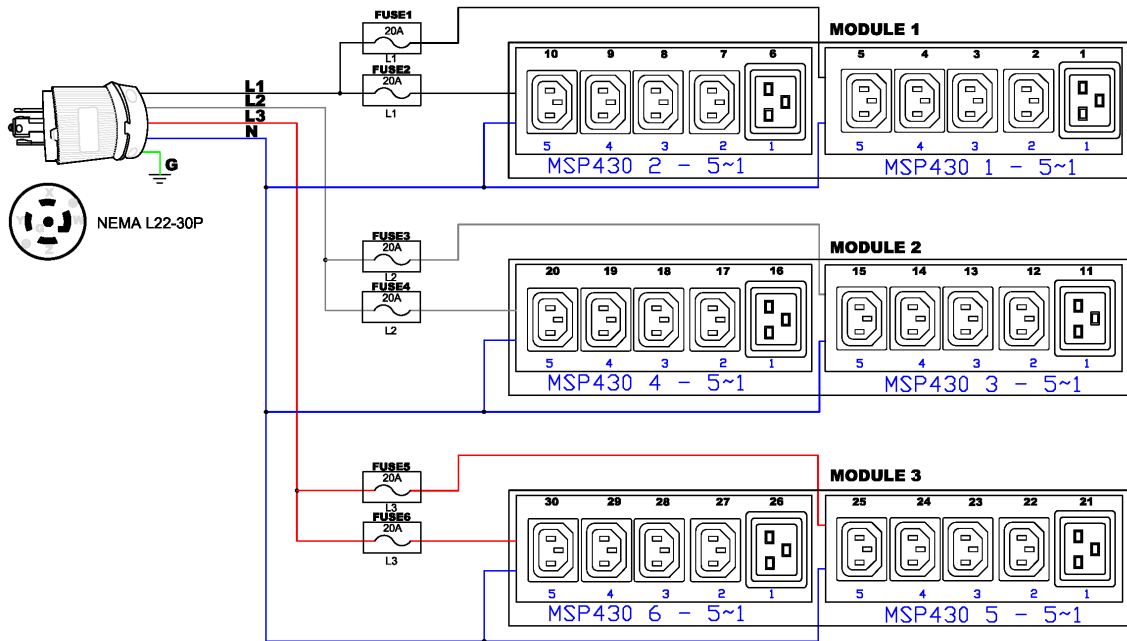 FUSE1
20A
L1
FUSE2
20A
L1
MODULE 1
10 9 8 7 6 5 4 3 2 1
5 4 3 2 1 5 4 3 2 1
MSP430 2 - 5~1 MSP430 1 - 5~1
L1
L2
L3
N
G
X
Y
W
G
Z
NEMA L22-30P
FUSE3
20A
L2
FUSE4
20A
L2
MODULE 2
20 19 18 17 16 15 14 13 12 11
5 4 3 2 1 5 4 3 2 1
MSP430 4 - 5~1 MSP430 3 - 5~1
FUSE5
20A
L3
FUSE6
20A
L3
MODULE 3
30 29 28 27 26 25 24 23 22 21
5 4 3 2 1 5 4 3 2 1
MSP430 6 - 5~1 MSP430 5 - 5~1